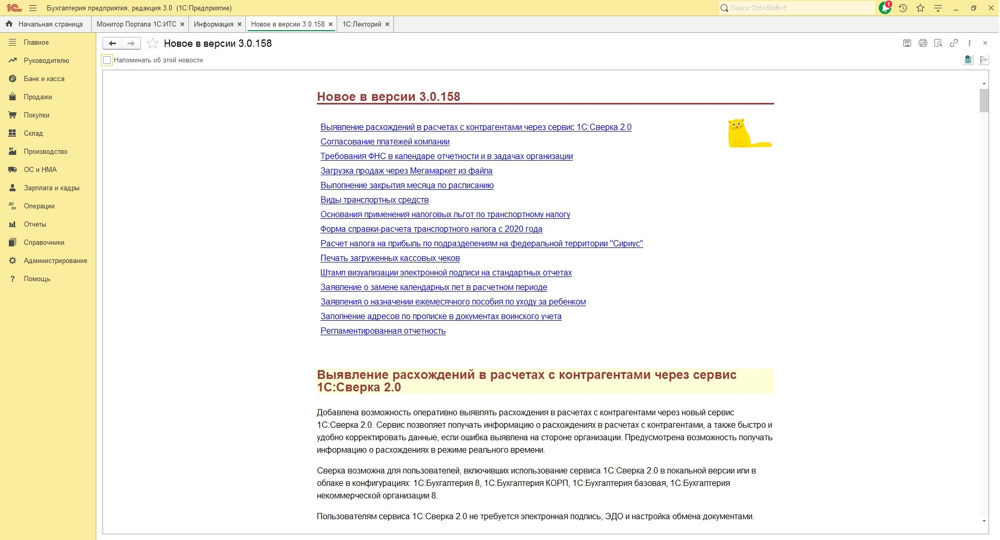 1С Бухгалтерия предприятия, редакция 3.0 (1С:Предприятие) Поиск Ctrl+Shift+F 1
Начальная страница Монитор Портала 1С:ИТС Информация Новое в версии 3.0.158 1С:Лекторий
Главное
Руководителю
Банк и касса
Продажи
Покупки
Склад
Производство
ОС и НМА
Зарплата и кадры
Дт Кт Операции
Отчеты
Справочники
Администрирование
? Помощь
Новое в версии 3.0.158
Напоминать об этой новости
Новое в версии 3.0.158
Выявление расхождений в расчетах с контрагентами через сервис 1С:Сверка 2.0
Согласование платежей компании
Требования ФНС в календаре отчетности и в задачах организации
Загрузка продаж через Мегамаркет из файла
Выполнение закрытия месяца по расписанию
Виды транспортных средств
Основания применения налоговых льгот по транспортному налогу
Форма справки-расчета транспортного налога с 2020 года
Расчет налога на прибыль по подразделениям на федеральной территории "Сириус"
Печать загруженных кассовых чеков
Штамп визуализации электронной подписи на стандартных отчетах
Заявление о замене календарных лет в расчетном периоде
Заявления о назначении ежемесячного пособия по уходу за ребенком
Заполнение адресов по прописке в документах воинского учета
Регламентированная отчетность
Выявление расхождений в расчетах с контрагентами через сервис
1С:Сверка 2.0
Добавлена возможность оперативно выявлять расхождения в расчетах с контрагентами через новый сервис
1С:Сверка 2.0. Сервис позволяет получать информацию о расхождениях в расчетах с контрагентами, а также быстро и
удобно корректировать данные, если ошибка выявлена на стороне организации. Предусмотрена возможность получать
информацию о расхождениях в режиме реального времени.
Сверка возможна для пользователей, включивших использование сервиса 1С:Сверка 2.0 в локальной версии или в
облаке в конфигурациях: 1С:Бухгалтерия 8, 1С:Бухгалтерия КОРП, 1С:Бухгалтерия базовая, 1С:Бухгалтерия
некоммерческой организации 8.
Пользователям сервиса 1С:Сверка 2.0 не требуется электронная подпись, ЭДО и настройка обмена документами.